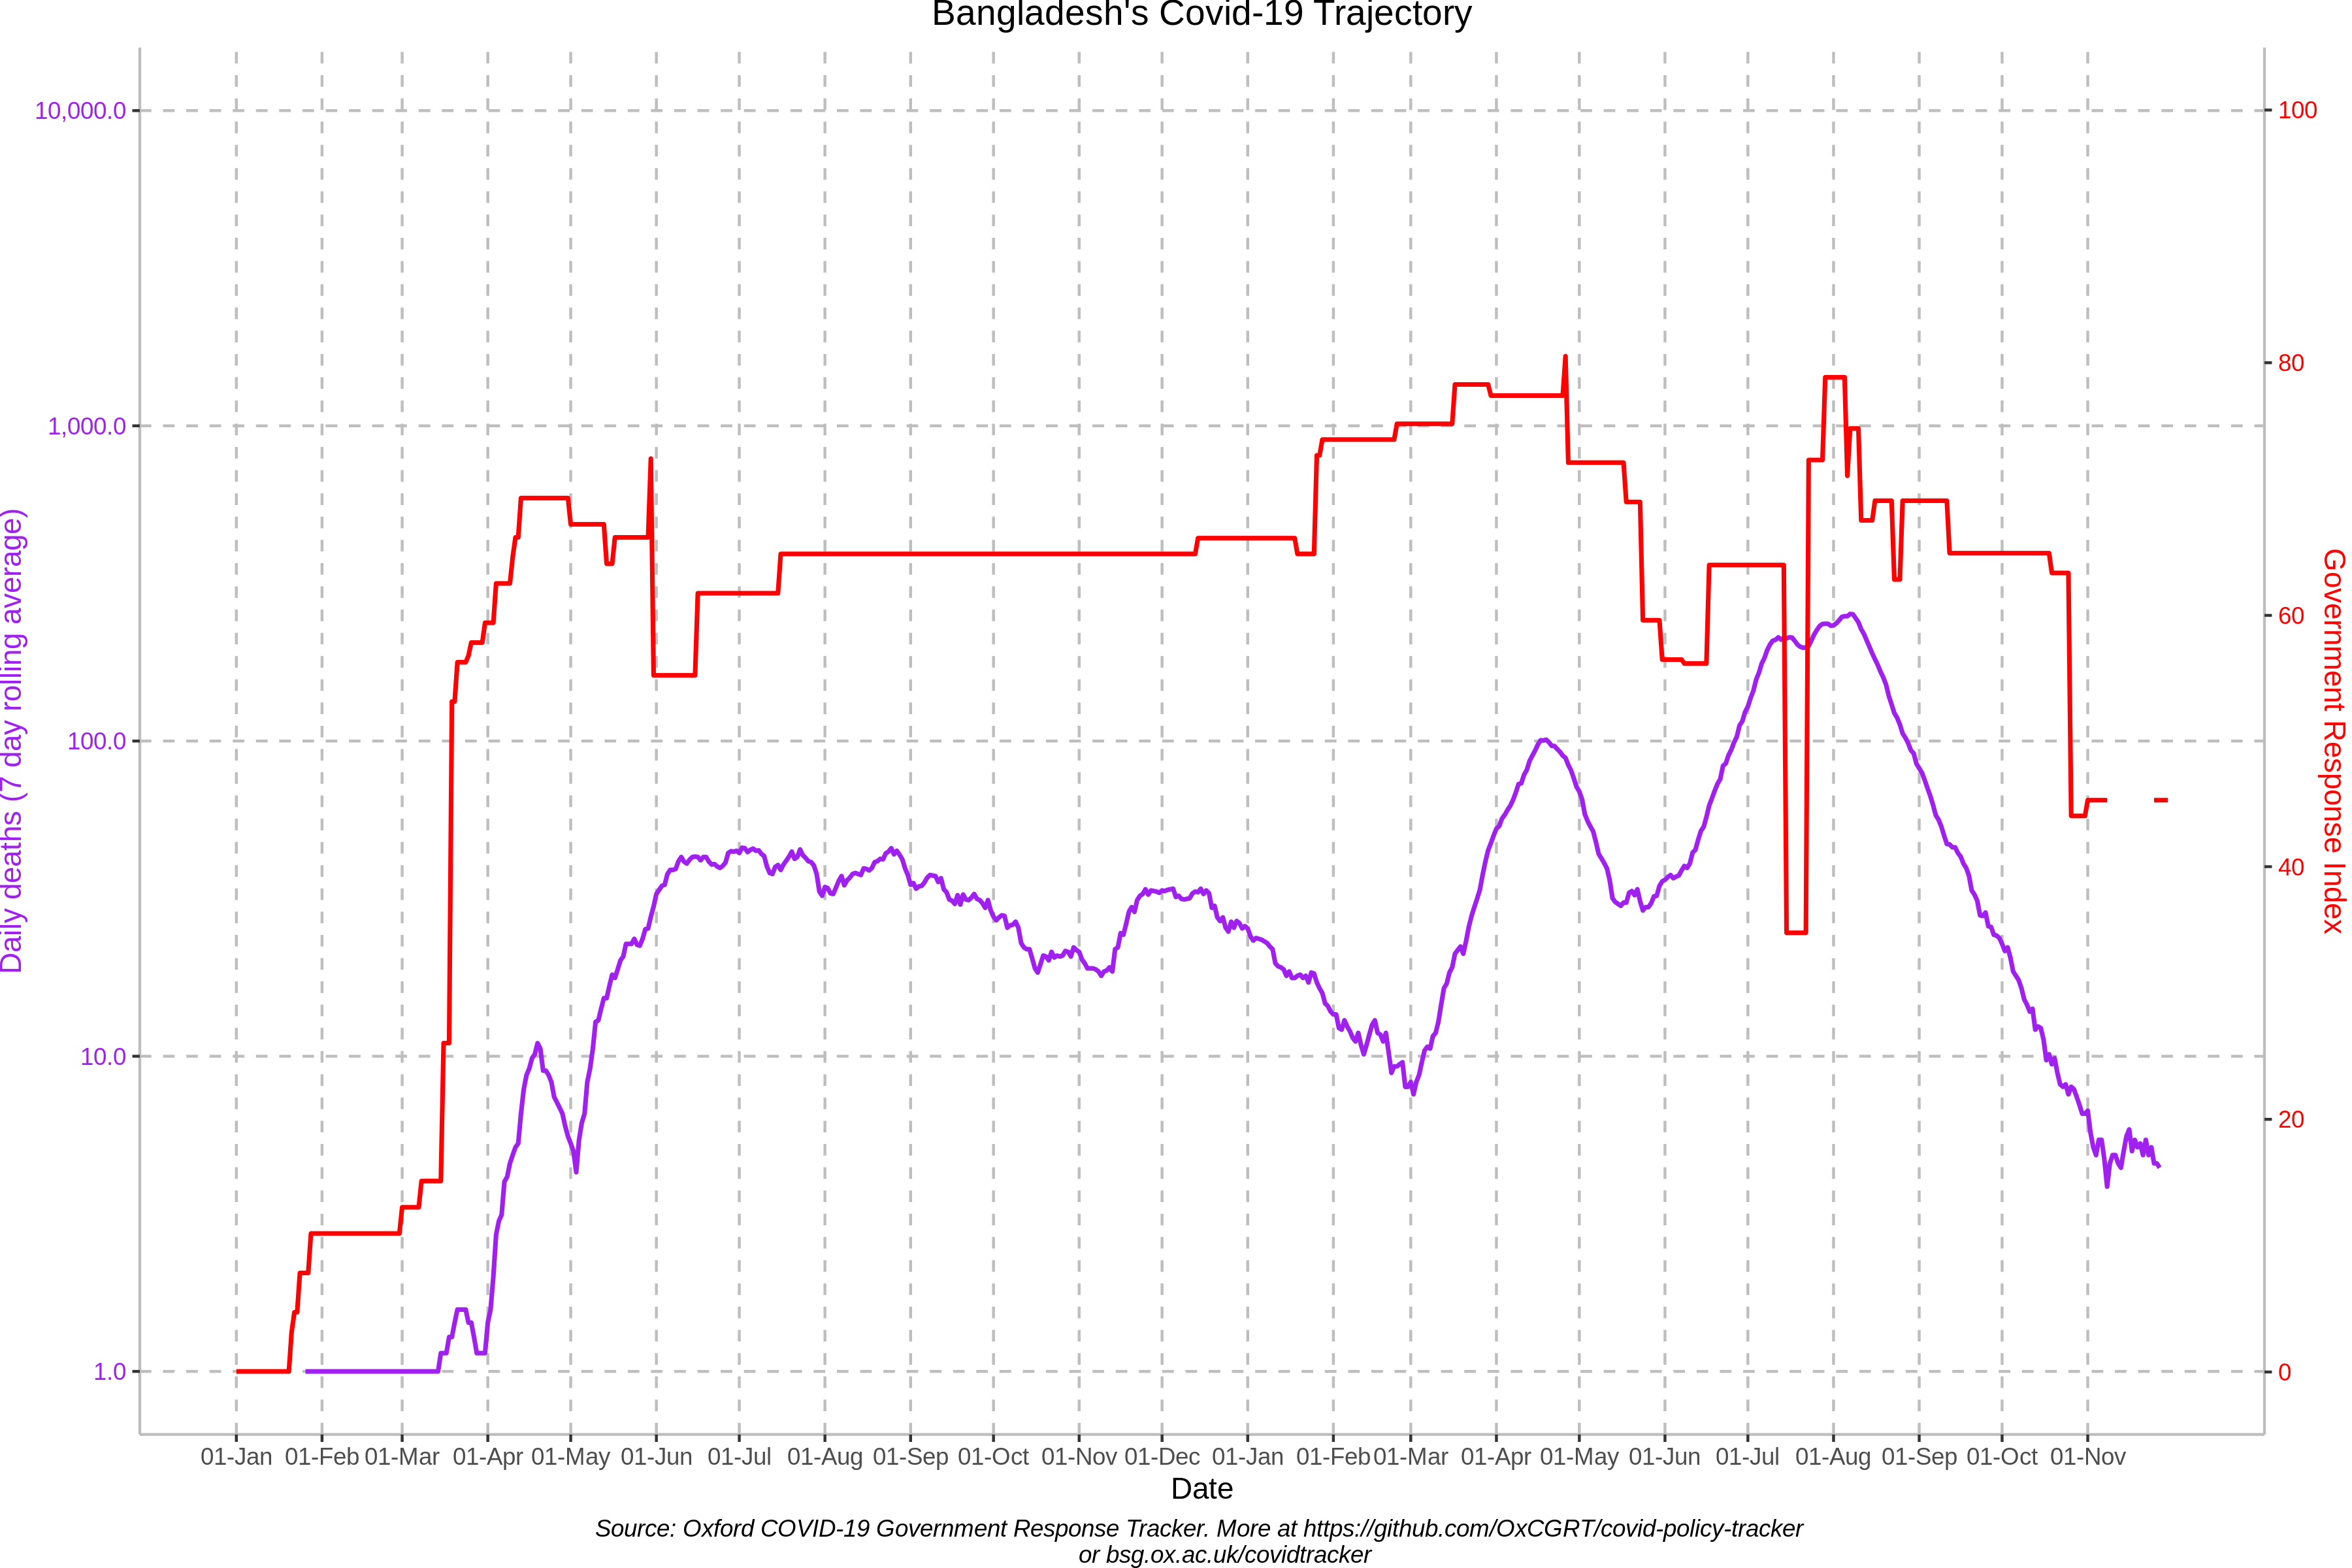 Bangladesh's Covid-19 Trajectory
10,000.0
1,000.0
100.0
10.0
1.0
Daily deaths (7 day rolling average)
100
80
60
40
20
0
Government Response Index
01-Jan 01-Feb 01-Mar 01-Apr 01-May 01-Jun 01-Jul 01-Aug 01-Sep 01-Oct 01-Nov 01-Dec 01-Jan 01-Feb 01-Mar 01-Apr 01-May 01-Jun 01-Jul 01-Aug 01-Sep 01-Oct 01-Nov
Date
Source: Oxford COVID-19 Government Response Tracker. More at https://github.com/OxCGRT/covid-policy-tracker
or bsg.ox.ac.uk/covidtracker